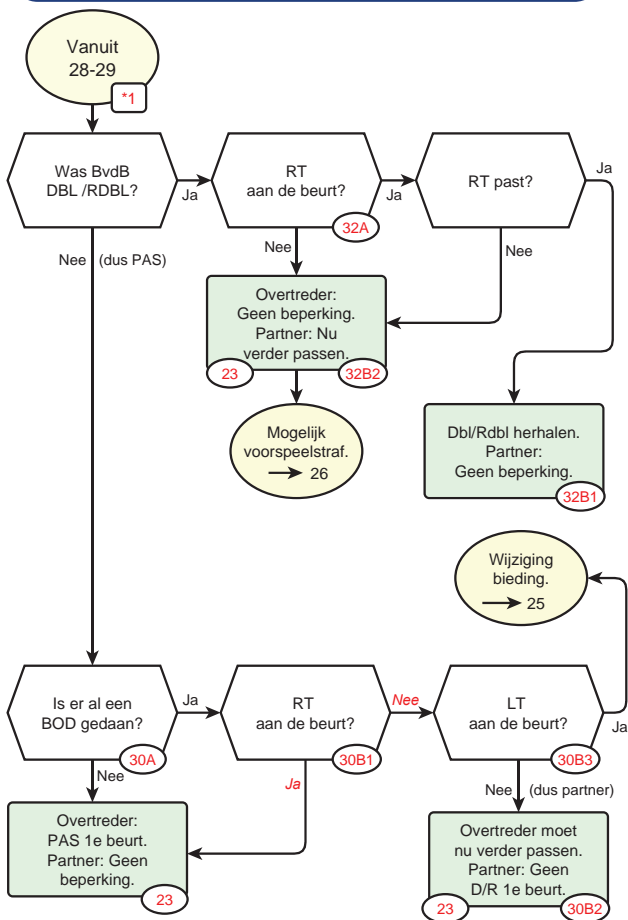 Vanuit
28-29
*1
Was BvdB
DBL /RDBL?
Ja
RT
aan de beurt?
32A
Ja
RT past?
Ja
Nee
(dus PAS)
Nee
Nee
Overtreder:
Geen beperking.
Partner: Nu
verder passen.
23
32B2
Mogelijk
voorspeelstraf.
26
Dbl/Rdbl herhalen.
Partner:
Geen beperking.
32B1
Wijziging
bieding.
25
Is er al een
BOD gedaan?
30A
Ja
RT
aan de beurt?
30B1
Nee
LT
aan de beurt?
30B3
Ja
Nee
Ja
Nee (dus partner)
Overtreder:
PAS 1e beurt.
Partner: Geen
beperking.
23
Overtreder moet
nu verder passen.
Partner: Geen
D/R 1e beurt.
23
30B2